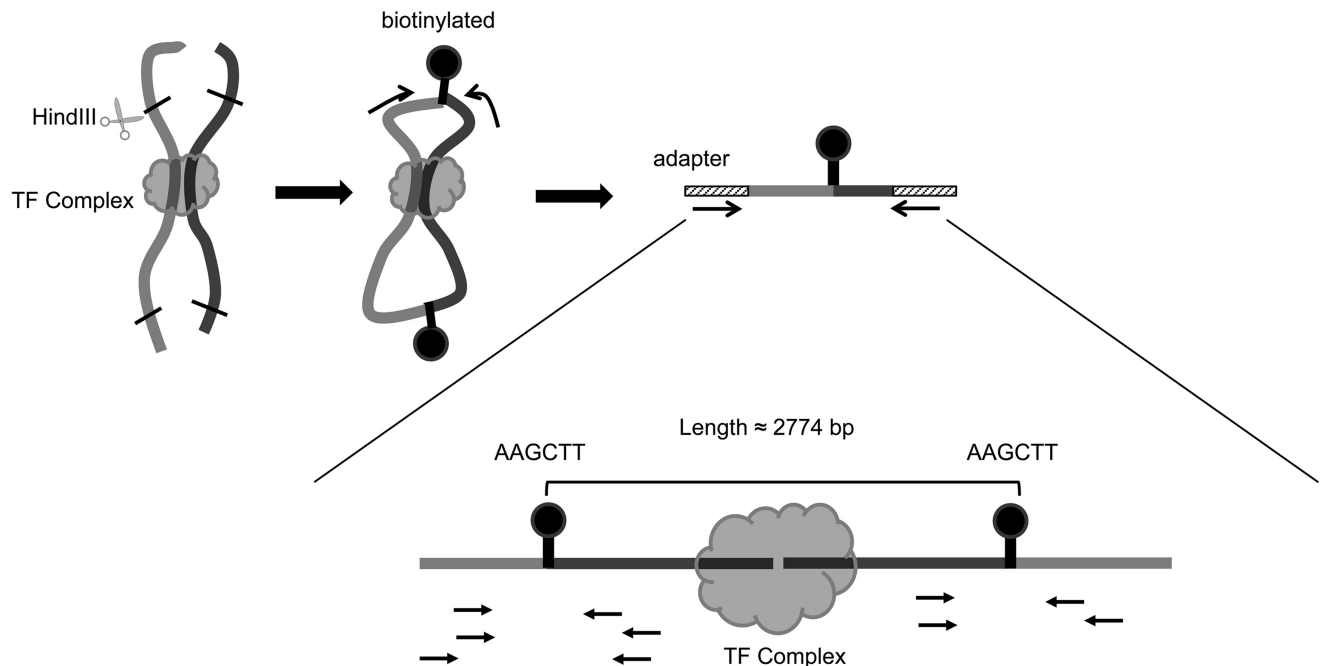 biotinylated
HindIII
TF Complex
adapter
Length ≈ 2774 bp
AAGCTT
AAGCTT
TF Complex